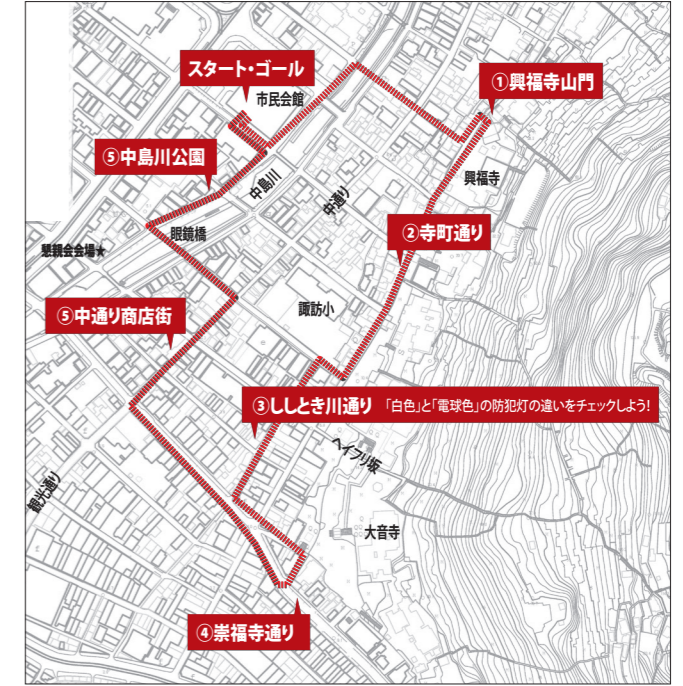 スタート・ゴール
市民会館
①興福寺山門
⑤中島川公園
中島川
中通り
興福寺
②寺町通り
眼鏡橋
懇親会会場★
諏訪小
⑤中通り商店街
③ししとき川通り 「白色」と「電球色」の防犯灯の違いをチェックしよう!
ヘイフリ坂
観光通り
大音寺
④崇福寺通り